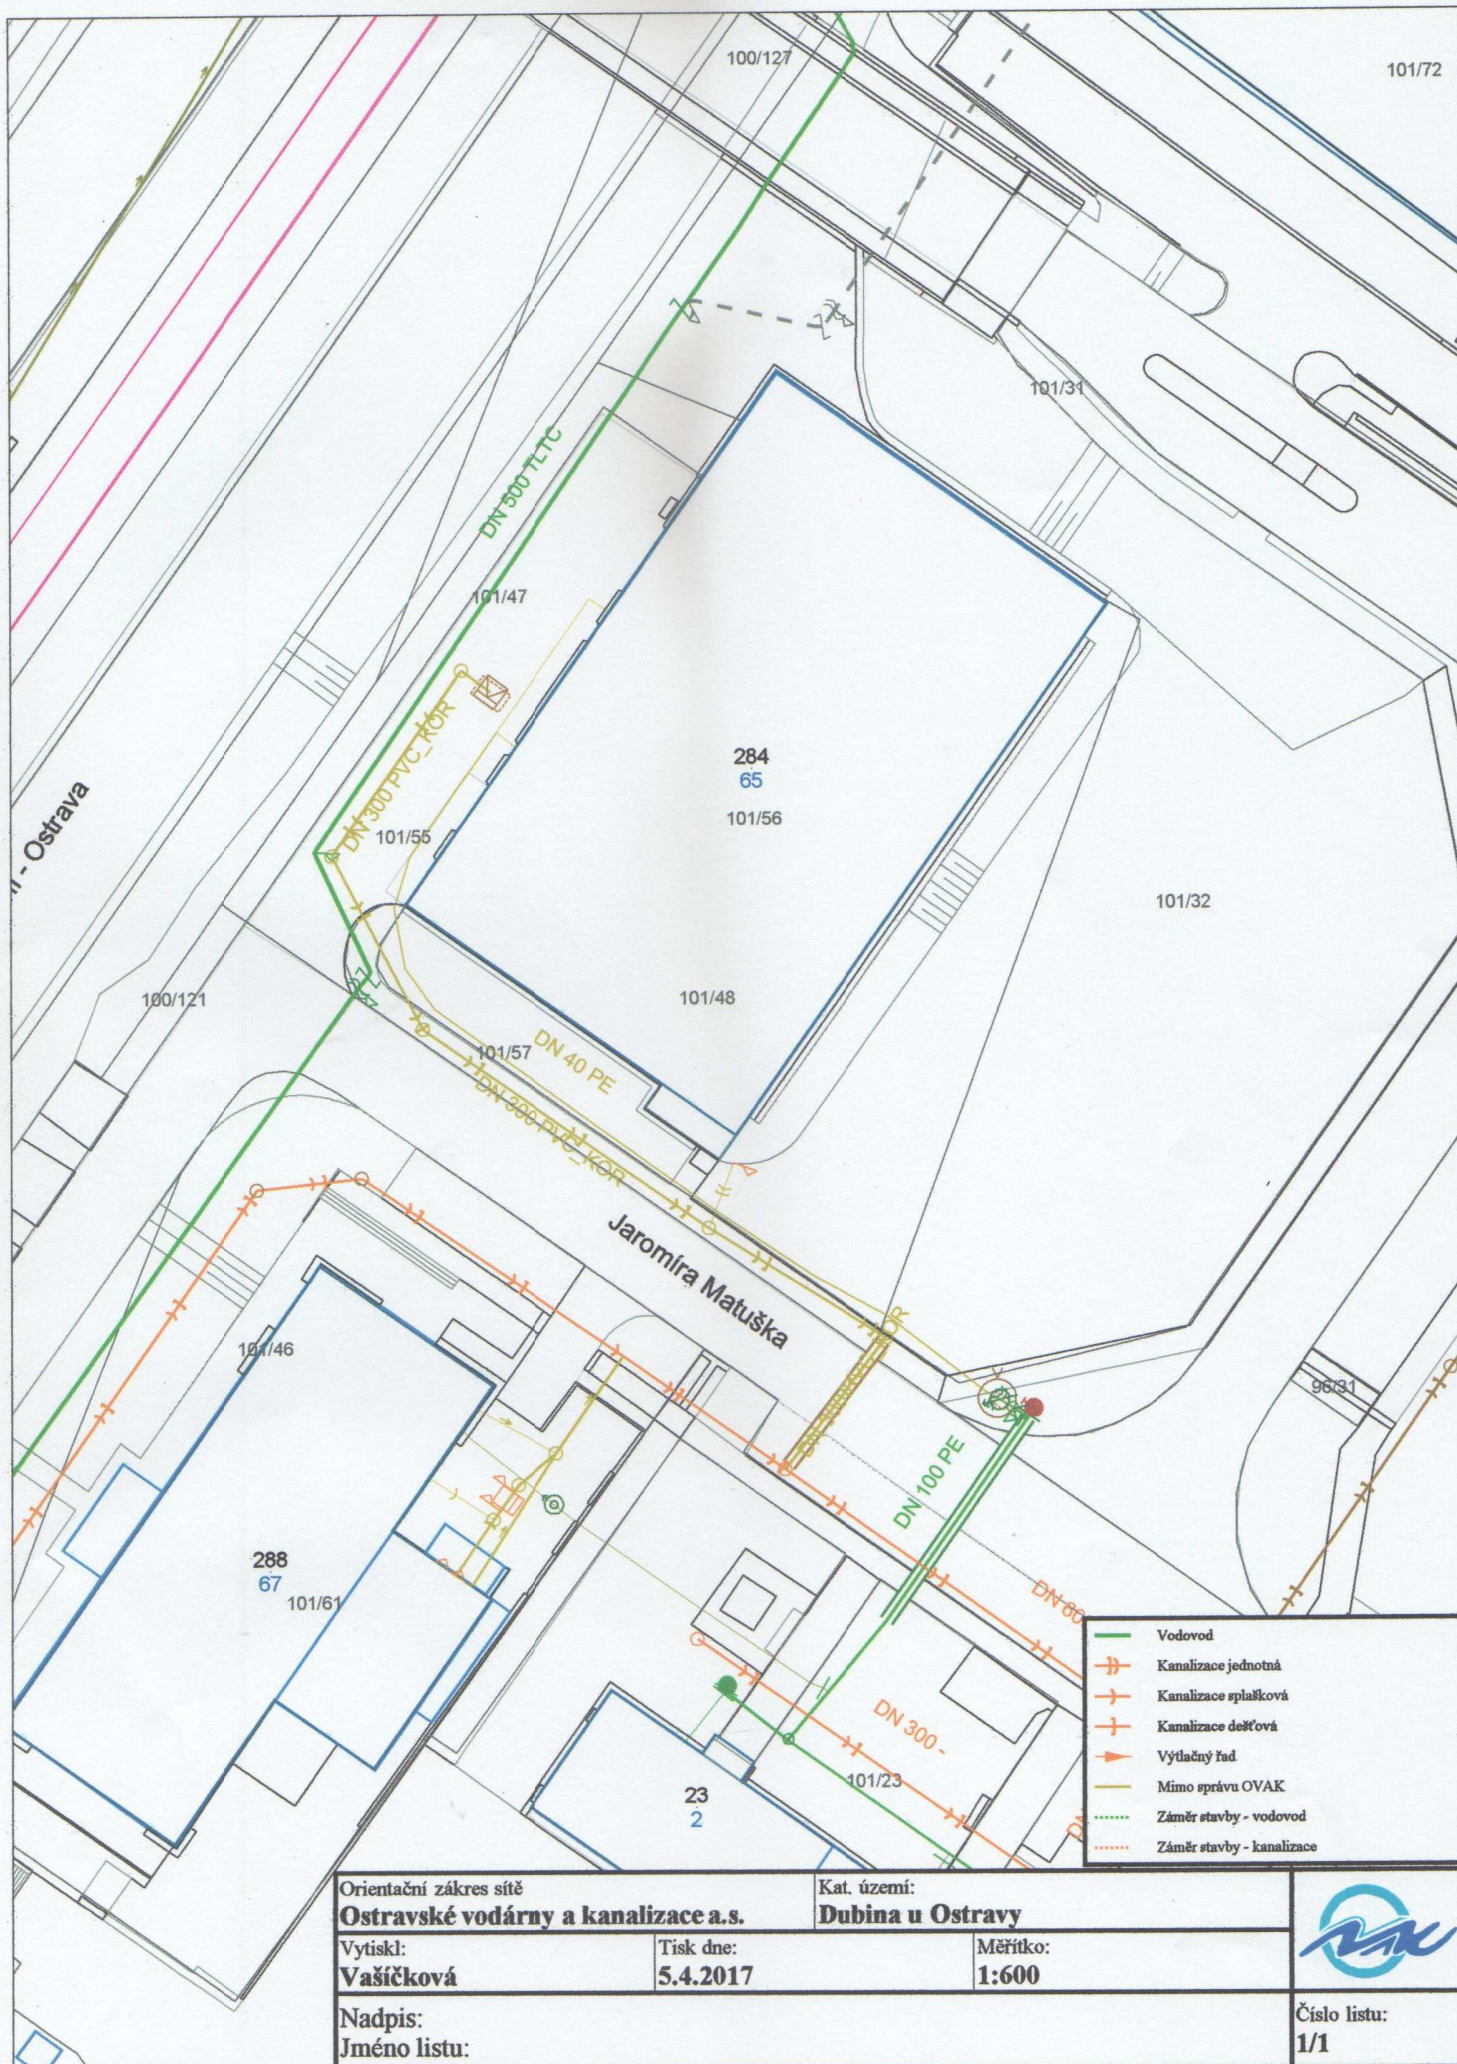 100/127
101/72
101/31
DN 500 TLTC
101/47
DN 300 PVC_KOR
284
65
101/56
101/55
- Ostrava
101/32
101/48
100/121
101/57
DN 40 PE
DN 300 PVC_KOR
Jaromíra Matuška
101/46
96/31
DN 100 PE
288
67
101/61
DN 60
DN 300 -
101/23
23
2
Vodovod
Kanalizace jednotná
Kanalizace splašková
Kanalizace dešťová
Výtlačný řad
Mimo správu OVAK
Záměr stavby - vodovod
Záměr stavby - kanalizace
Orientační zákres sítě
Ostravské vodárny a kanalizace a.s.
Kat. území:
Dubina u Ostravy
Vytiskl:
Vašíčková
Tisk dne:
5.4.2017
Měřítko:
1:600
Nadpis:
Jméno listu:
Číslo listu:
1/1